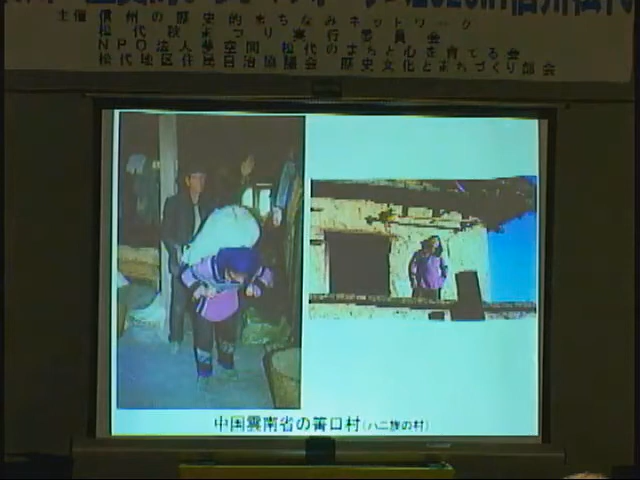 主催 信州の歴史的まちなみネットワーク
松代秋まつり実行委員会
NPO法人夢空間 松代のまちと心を育てる会
松代地区住民自治協議会 歴史文化とまちづくり部会
中国雲南省の箐口村(ハニ族の村)